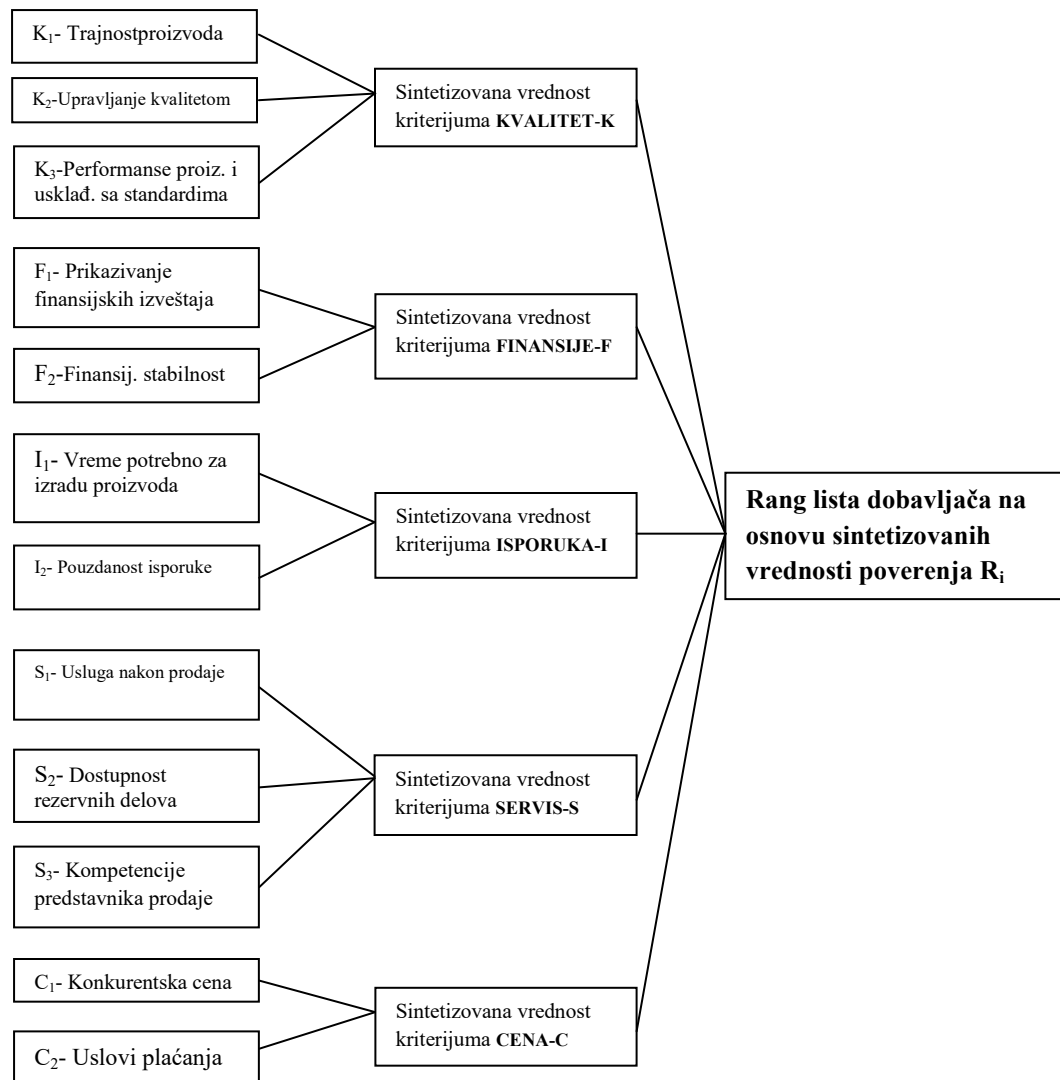 K₁- Trajnostproizvoda
K₂-Upravljanje kvalitetom
K₃-Performanse proiz. i
usklađ. sa standardima
Sintetizovana vrednost
kriterijuma KVALITET-K
F₁- Prikazivanje
finansijskih izveštaja
F₂-Finansij. stabilnost
Sintetizovana vrednost
kriterijuma FINANSIJE-F
I₁- Vreme potrebno za
izradu proizvoda
I₂- Pouzdanost isporuke
Sintetizovana vrednost
kriterijuma ISPORUKA-I
S₁- Usluga nakon prodaje
S₂- Dostupnost
rezervnih delova
S₃- Kompetencije
predstavnika prodaje
Sintetizovana vrednost
kriterijuma SERVIS-S
C₁- Konkurentska cena
C₂- Uslovi plaćanja
Sintetizovana vrednost
kriterijuma CENA-C
Rang lista dobavljača na
osnovu sintetizovanih
vrednosti poverenja Rᵢ